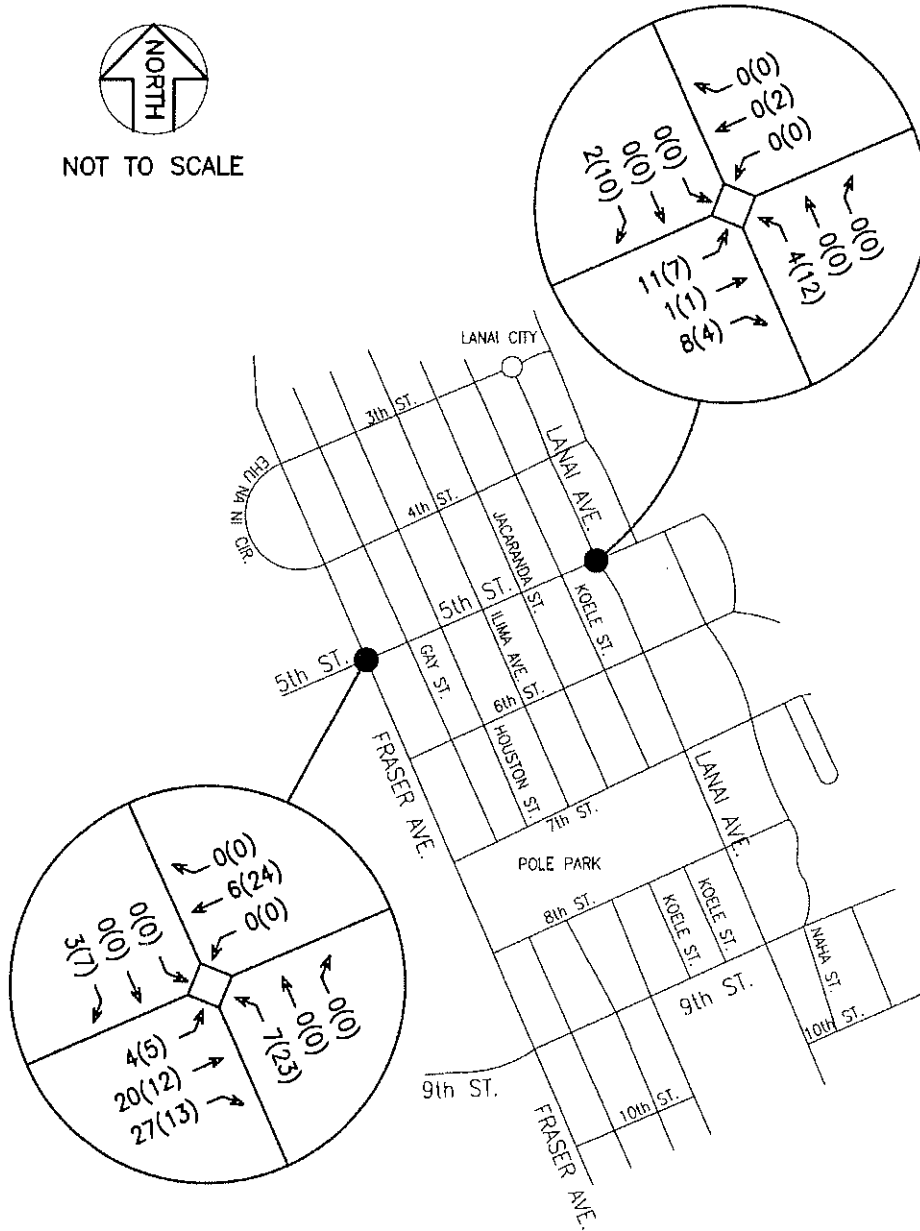 NORTH
NOT TO SCALE
0(0)
0(2)
0(0)
0(0)
0(0)
2(10)
0(0)
0(0)
4(12)
11(7)
1(1)
8(4)
LANAI CITY
3th ST.
LANAI AVE.
EHU NA NI CIR.
4th ST.
JACARANDA ST.
5th ST.
KOELE ST.
ILIMA AVE.
5th ST.
GAY ST.
6th ST.
HOUSTON ST.
FRASER AVE.
7th ST.
LANAI AVE.
POLE PARK
8th ST.
KOELE ST.
KOELE ST.
NAHA ST.
9th ST.
10th ST.
9th ST.
10th ST.
FRASER AVE.
0(0)
6(24)
0(0)
0(0)
0(0)
3(7)
0(0)
0(0)
7(23)
4(5)
20(12)
27(13)